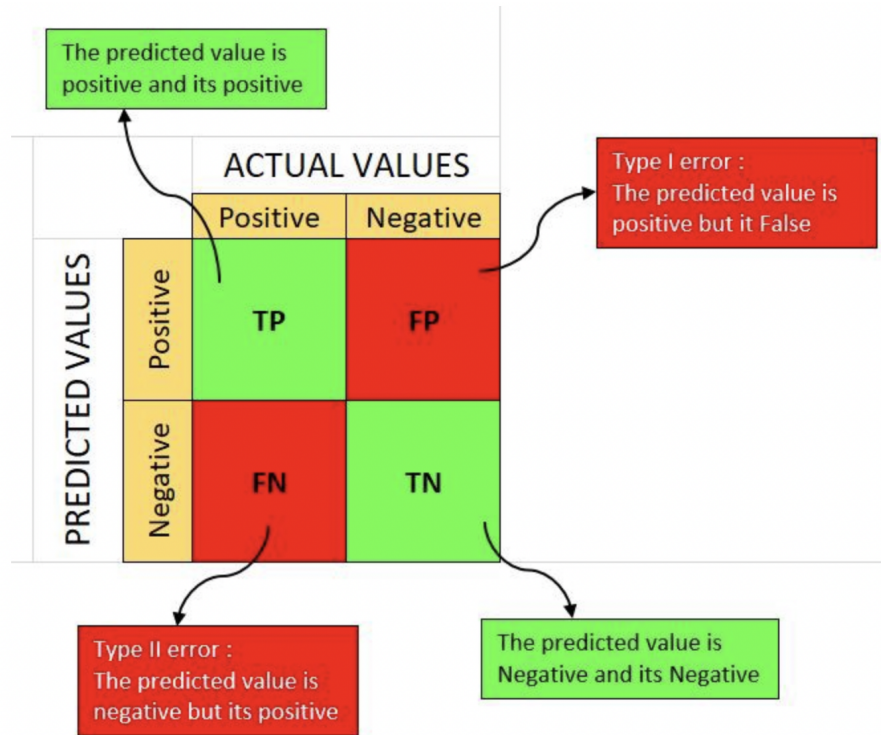 The predicted value is
positive and its positive
ACTUAL VALUES
Type I error :
The predicted value is
positive but it False
Positive
Negative
PREDICTED VALUES
Positive
TP
FP
Negative
FN
TN
Type II error :
The predicted value is
negative but its positive
The predicted value is
Negative and its Negative